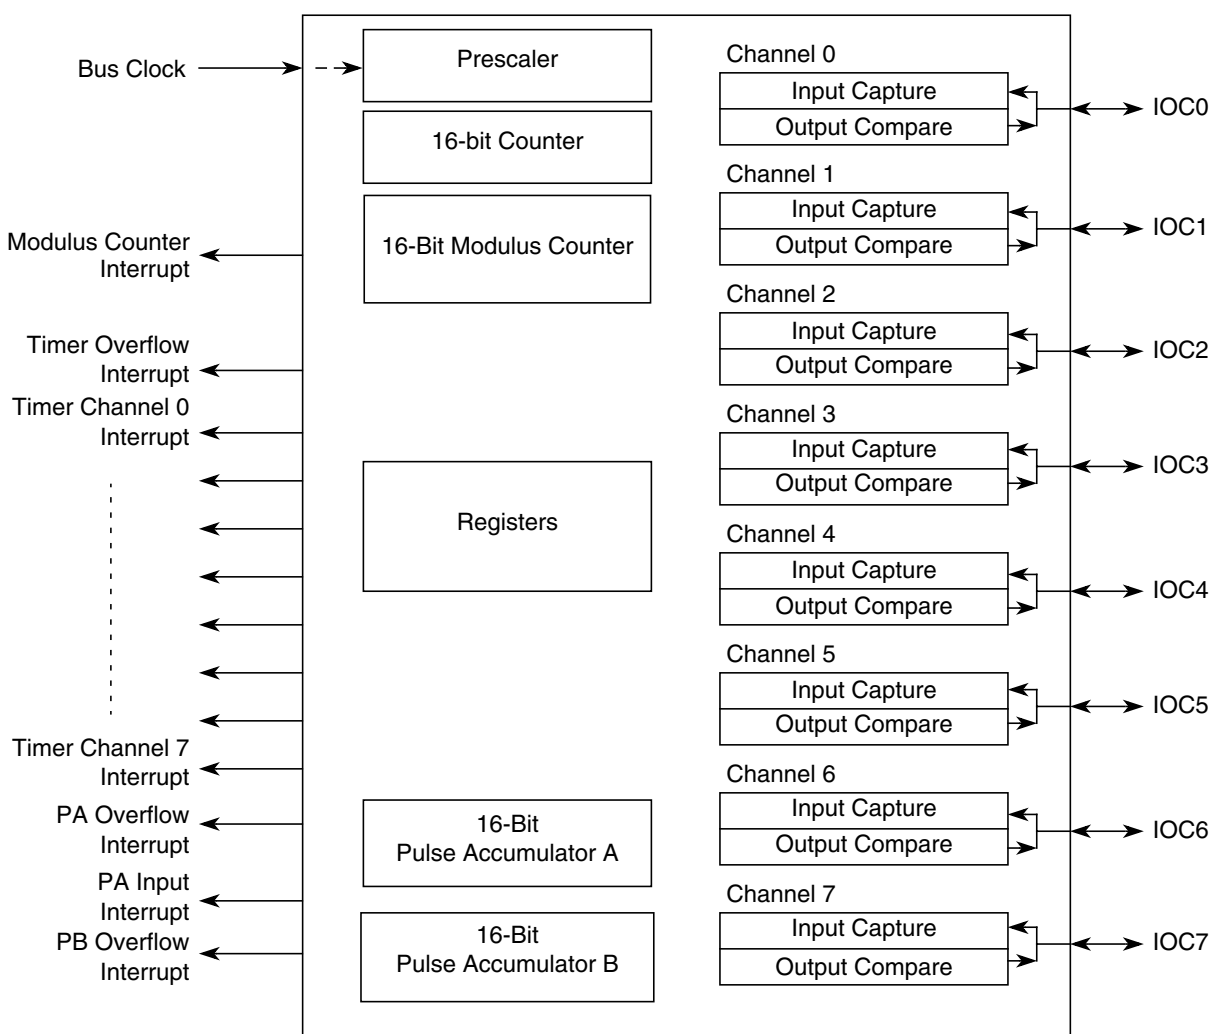 Bus Clock
Modulus Counter
Interrupt
Timer Overflow
Interrupt
Timer Channel 0
Interrupt
Timer Channel 7
Interrupt
PA Overflow
Interrupt
PA Input
Interrupt
PB Overflow
Interrupt
Prescaler
16-bit Counter
16-Bit Modulus Counter
Registers
16-Bit
Pulse Accumulator A
16-Bit
Pulse Accumulator B
Channel 0
Input Capture
Output Compare
IOC0
Channel 1
Input Capture
Output Compare
IOC1
Channel 2
Input Capture
Output Compare
IOC2
Channel 3
Input Capture
Output Compare
IOC3
Channel 4
Input Capture
Output Compare
IOC4
Channel 5
Input Capture
Output Compare
IOC5
Channel 6
Input Capture
Output Compare
IOC6
Channel 7
Input Capture
Output Compare
IOC7